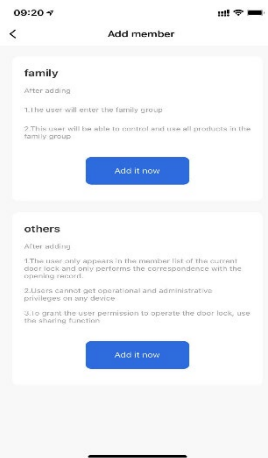 09:20
Add member
family
After adding
1.The user will enter the family group
2.This user will be able to control and use all products in the
family group
Add it now
others
After adding
1.The user only appears in the member list of the current
door lock and only performs the correspondence with the
opening record.
2.Users cannot get operational and administrative
privileges on any device
3.To grant the user permission to operate the door lock, use
the sharing function
Add it now